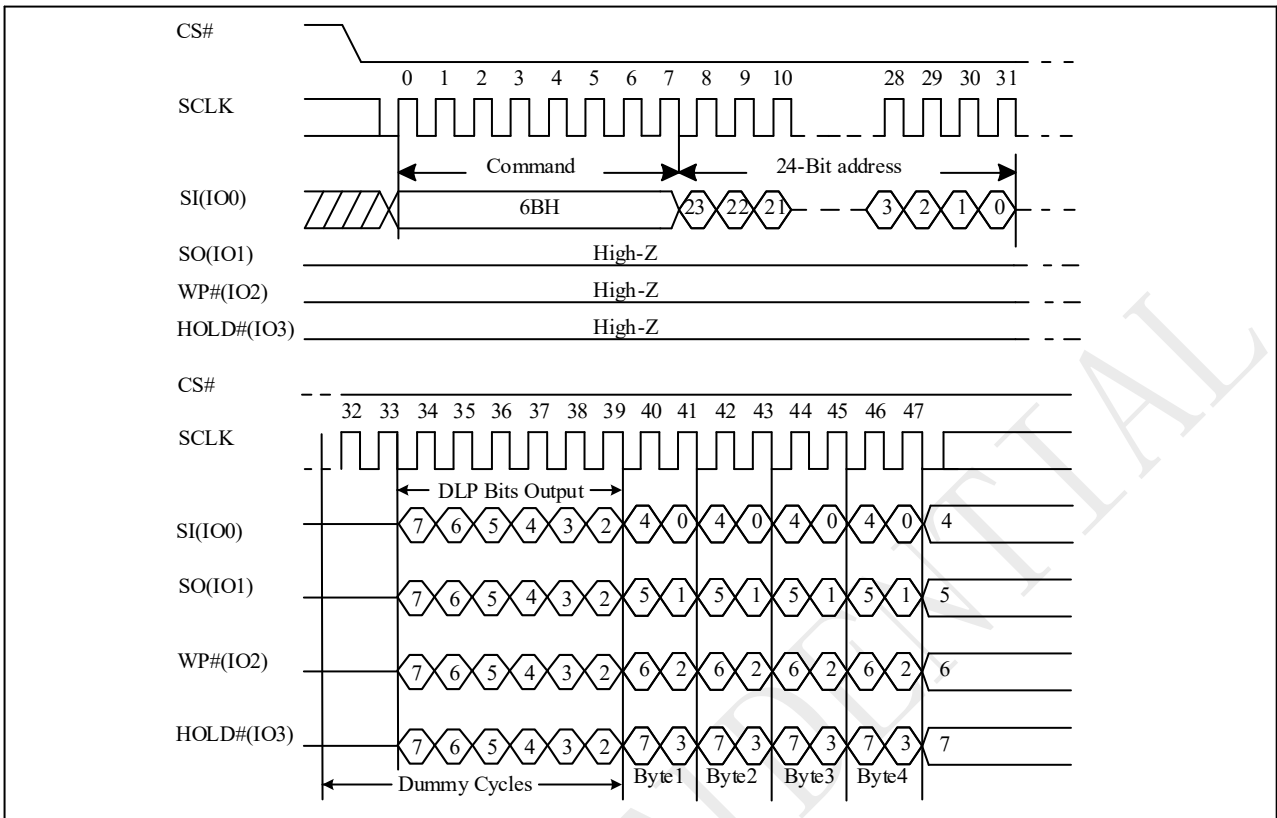 CS#
0 1 2 3 4 5 6 7 8 9 10 28 29 30 31
SCLK
Command 24-Bit address
SI(IO0) 6BH 23 22 21 3 2 1 0
SO(IO1) High-Z
WP#(IO2) High-Z
HOLD#(IO3) High-Z
CS#
32 33 34 35 36 37 38 39 40 41 42 43 44 45 46 47
SCLK
DLP Bits Output
SI(IO0) 7 6 5 4 3 2 4 0 4 0 4 0 4 0 4
SO(IO1) 7 6 5 4 3 2 5 1 5 1 5 1 5 1 5
WP#(IO2) 7 6 5 4 3 2 6 2 6 2 6 2 6 2 6
HOLD#(IO3) 7 6 5 4 3 2 7 3 7 3 7 3 7 3 7
Dummy Cycles Byte1 Byte2 Byte3 Byte4
DENTIAL